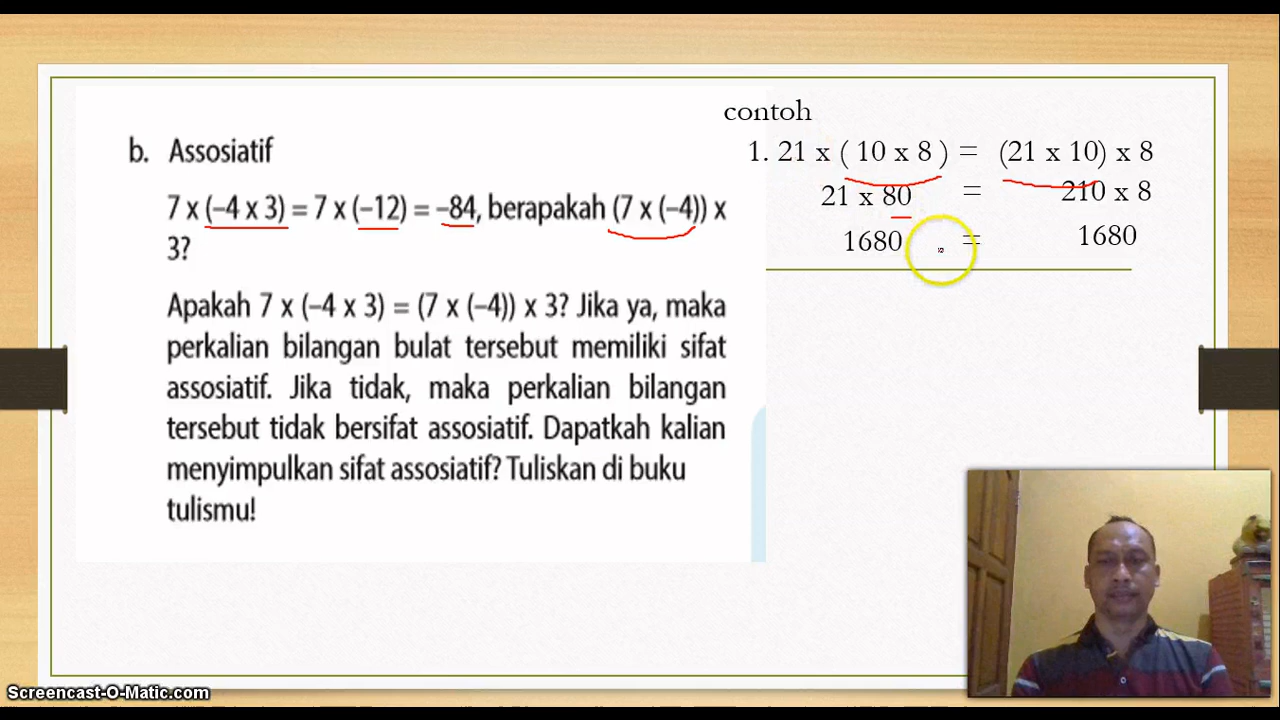 b. Assosiatif
7 x (–4 x 3) = 7 x (–12) = –84, berapakah (7 x (–4)) x
3?
Apakah 7 x (–4 x 3) = (7 x (–4)) x 3? Jika ya, maka
perkalian bilangan bulat tersebut memiliki sifat
assosiatif. Jika tidak, maka perkalian bilangan
tersebut tidak bersifat assosiatif. Dapatkah kalian
menyimpulkan sifat assosiatif? Tuliskan di buku
tulismu!
contoh
1. 21 x ( 10 x 8 ) = (21 x 10) x 8
21 x 80 = 210 x 8
1680 = 1680
Screencast-O-Matic.com